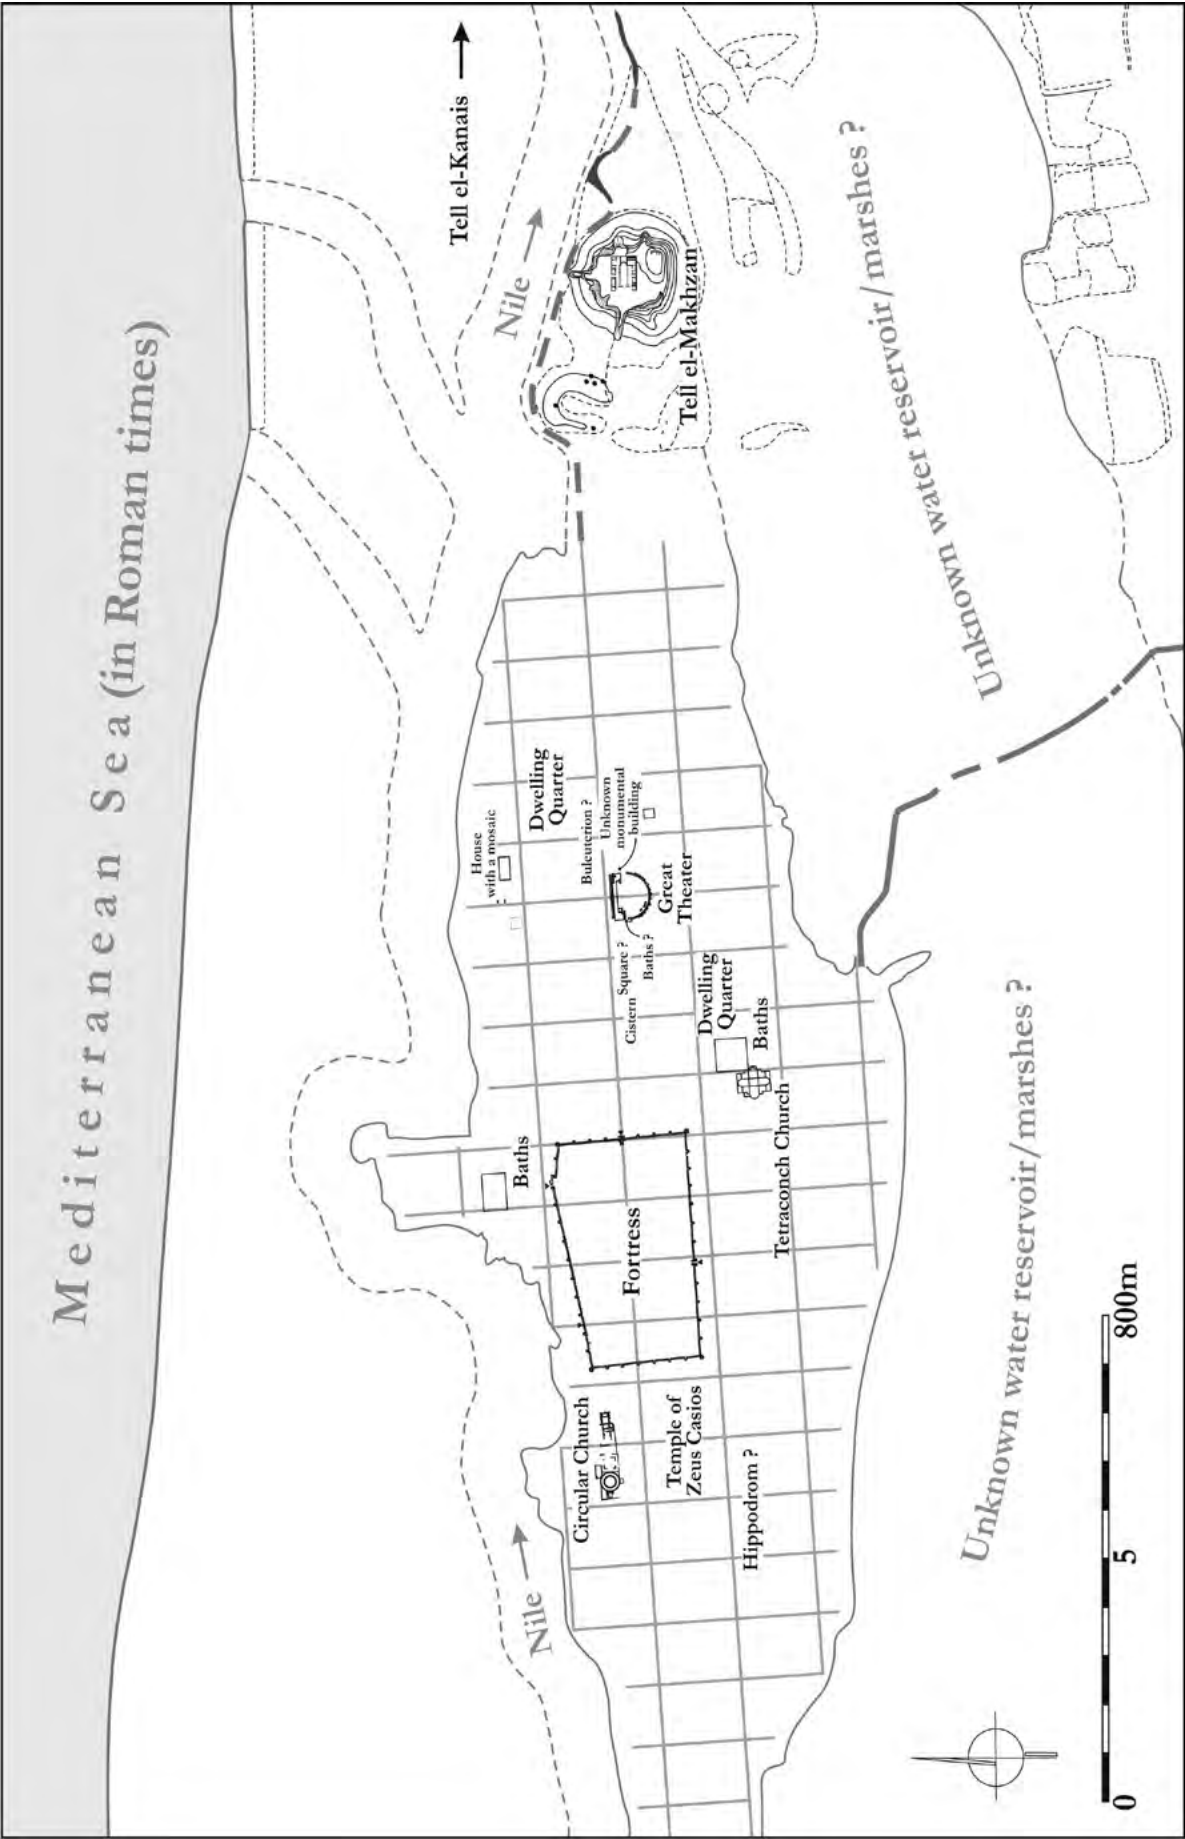 Mediterranean Sea (in Roman times)
Tell el-Kanais
Nile
Tell el-Makhzan
Unknown water reservoir/marshes ?
House
with a mosaic
Dwelling
Quarter
Buleuterion ?
Unknown
monumental
building
Great
Theater
Square ?
Baths ?
Cistern
Dwelling
Quarter
Baths
Tetraconch Church
Baths
Fortress
Circular Church
Temple of
Zeus Casios
Hippodrom ?
Nile
Unknown water reservoir/marshes ?
0
5
800m